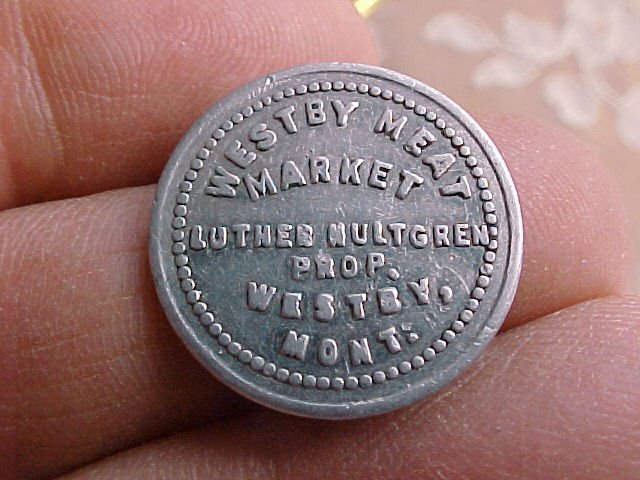 WESTBY MEAT
MARKET
LUTHER HULTGREN
PROP.
WESTBY,
MONT.